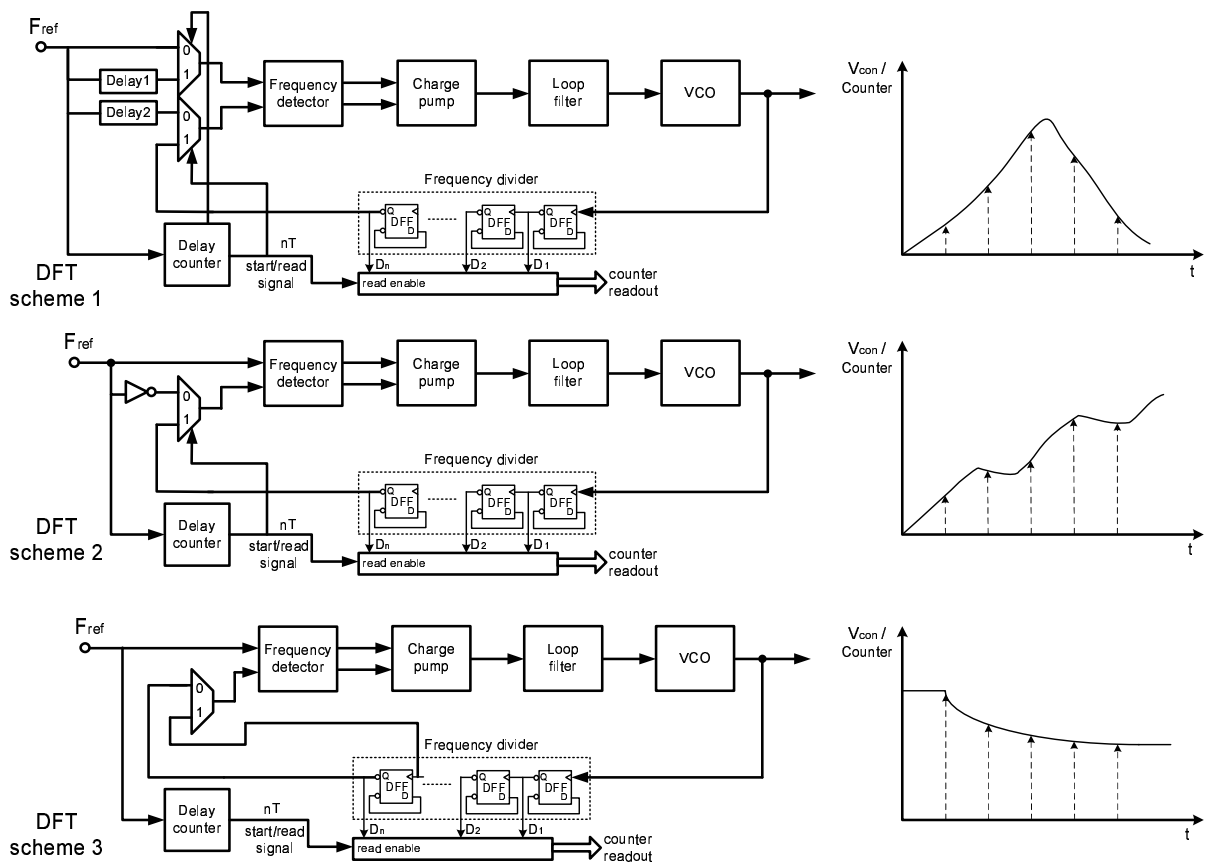 Fref
0
1
Delay1
Delay2
0
1
Frequency
detector
Charge
pump
Loop
filter
VCO
Frequency divider
Q
DFF
D
Q
DFF
D
Q
DFF
D
Delay
counter
nT
start/read
signal
Dn
D2
D1
read enable
counter
readout
DFT
scheme 1
Vcon /
Counter
t
Fref
0
1
Frequency
detector
Charge
pump
Loop
filter
VCO
Frequency divider
Q
DFF
D
Q
DFF
D
Q
DFF
D
Delay
counter
nT
start/read
signal
Dn
D2
D1
read enable
counter
readout
DFT
scheme 2
Vcon /
Counter
t
Fref
0
1
Frequency
detector
Charge
pump
Loop
filter
VCO
Frequency divider
Q
DFF
D
Q
DFF
D
Q
DFF
D
Delay
counter
nT
start/read
signal
Dn
D2
D1
read enable
counter
readout
DFT
scheme 3
Vcon /
Counter
t